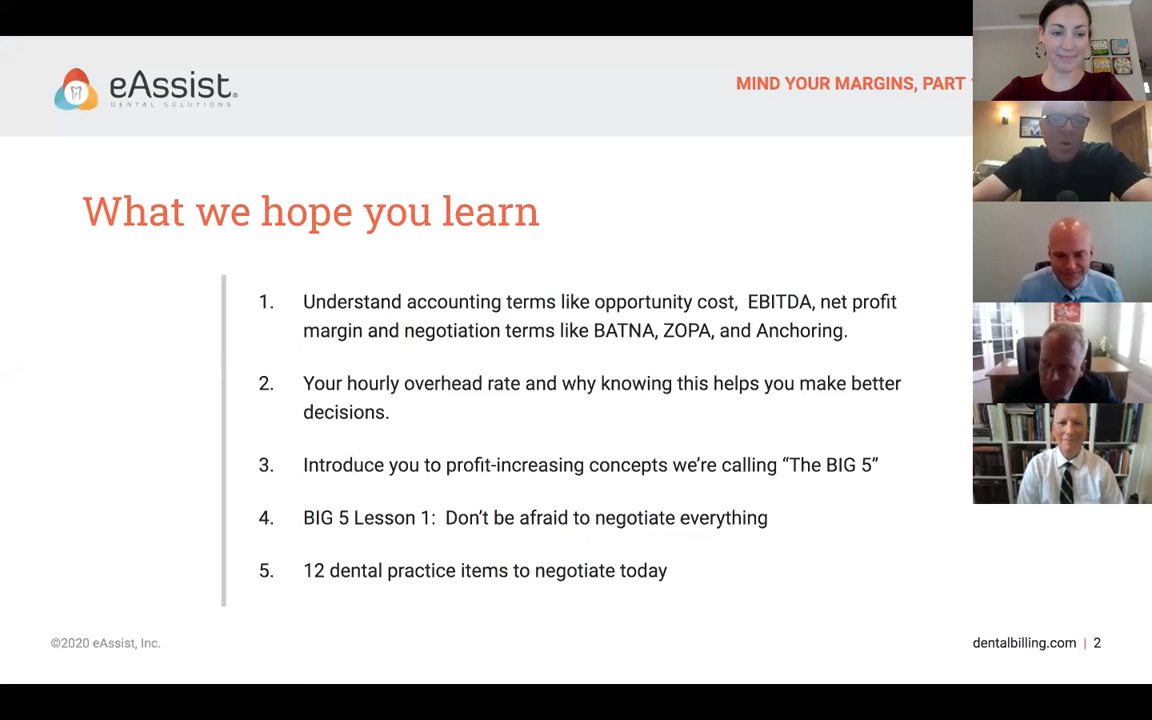 eAssist®
DENTAL SOLUTIONS
MIND YOUR MARGINS, PART
What we hope you learn
1. Understand accounting terms like opportunity cost, EBITDA, net profit
margin and negotiation terms like BATNA, ZOPA, and Anchoring.
2. Your hourly overhead rate and why knowing this helps you make better
decisions.
3. Introduce you to profit-increasing concepts we're calling “The BIG 5”
4. BIG 5 Lesson 1: Don't be afraid to negotiate everything
5. 12 dental practice items to negotiate today
©2020 eAssist, Inc.
dentalbilling.com | 2